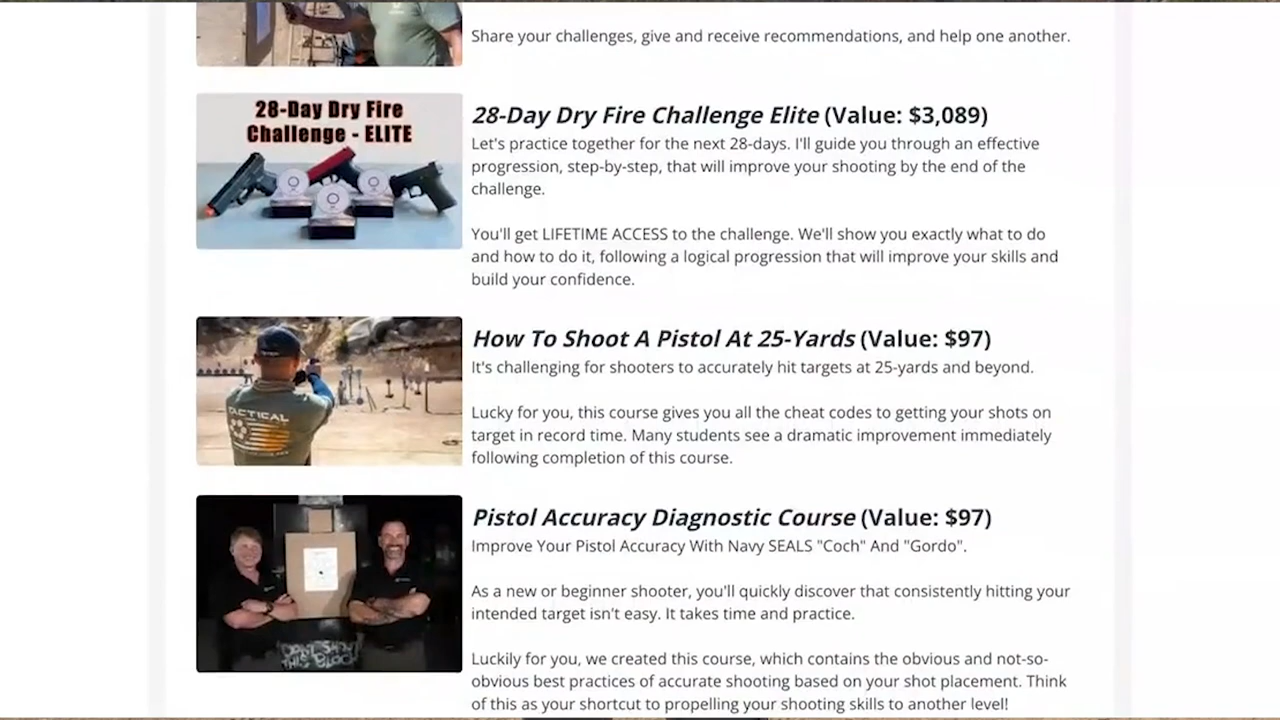 Share your challenges, give and receive recommendations, and help one another.
28-Day Dry Fire
Challenge - ELITE
28-Day Dry Fire Challenge Elite (Value: $3,089)
Let's practice together for the next 28-days. I'll guide you through an effective
progression, step-by-step, that will improve your shooting by the end of the
challenge.
You'll get LIFETIME ACCESS to the challenge. We'll show you exactly what to do
and how to do it, following a logical progression that will improve your skills and
build your confidence.
TACTICAL
How To Shoot A Pistol At 25-Yards (Value: $97)
It's challenging for shooters to accurately hit targets at 25-yards and beyond.
Lucky for you, this course gives you all the cheat codes to getting your shots on
target in record time. Many students see a dramatic improvement immediately
following completion of this course.
DON'T SHOOT
THIS BLOCK
Pistol Accuracy Diagnostic Course (Value: $97)
Improve Your Pistol Accuracy With Navy SEALS "Coch" And "Gordo".
As a new or beginner shooter, you'll quickly discover that consistently hitting your
intended target isn't easy. It takes time and practice.
Luckily for you, we created this course, which contains the obvious and not-so-
obvious best practices of accurate shooting based on your shot placement. Think
of this as your shortcut to propelling your shooting skills to another level!